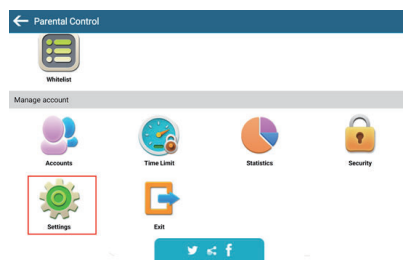 Parental Control
Whitelist
Manage account
Accounts Time Limit Statistics Security
Settings Exit